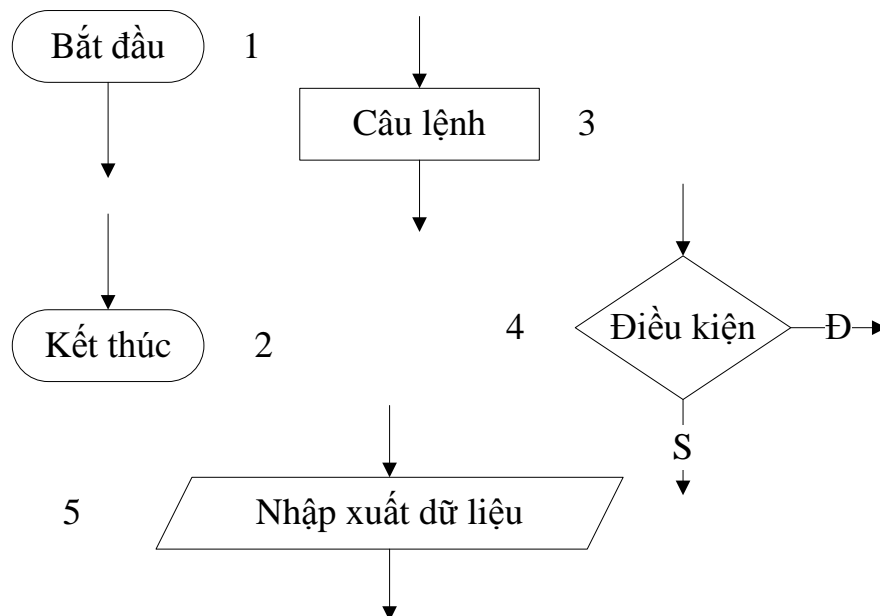 Bắt đầu 1
Câu lệnh 3
Kết thúc 2
4 Điều kiện Đ
S
5 Nhập xuất dữ liệu